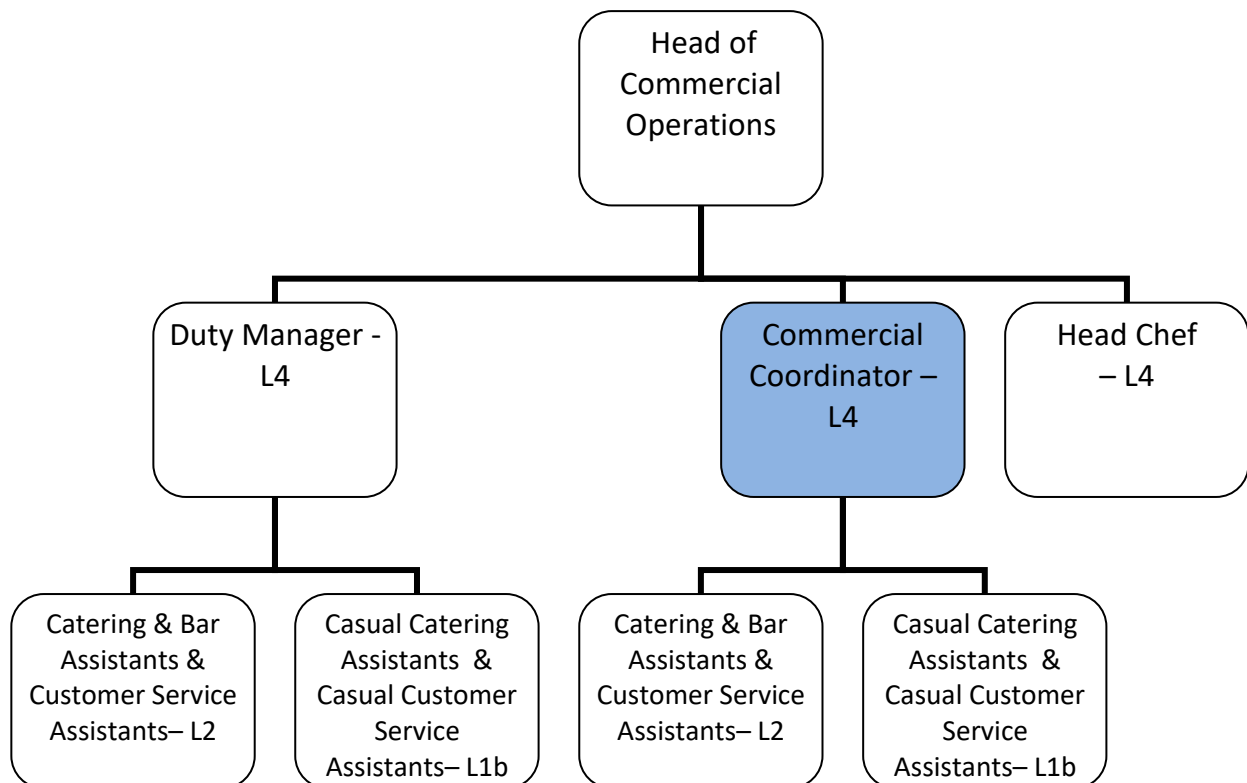 Head of
Commercial
Operations
Duty Manager -
L4
Commercial
Coordinator –
L4
Head Chef
– L4
Catering & Bar
Assistants &
Customer Service
Assistants– L2
Casual Catering
Assistants &
Casual Customer
Service
Assistants– L1b
Catering & Bar
Assistants &
Customer Service
Assistants– L2
Casual Catering
Assistants &
Casual Customer
Service
Assistants– L1b